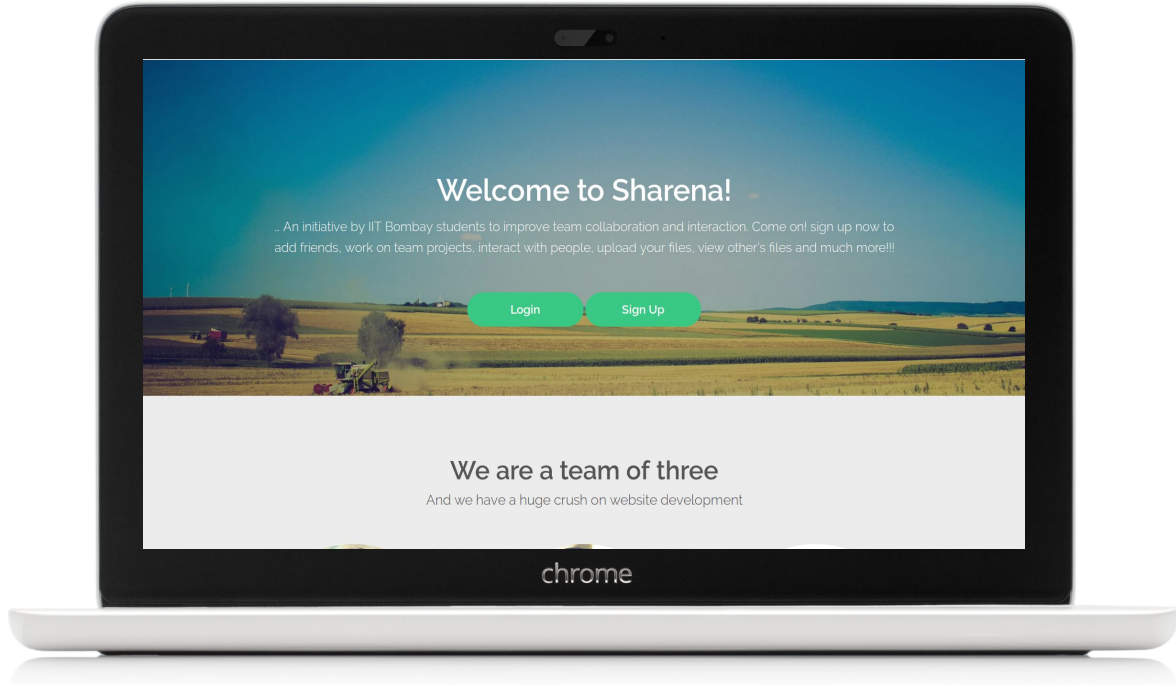 Welcome to Sharena!
.. An initiative by IIT Bombay students to improve team collaboration and interaction. Come on! sign up now to
add friends, work on team projects, interact with people, upload your files, view other's files and much more!!!
Login Sign Up
We are a team of three
And we have a huge crush on website development
chrome